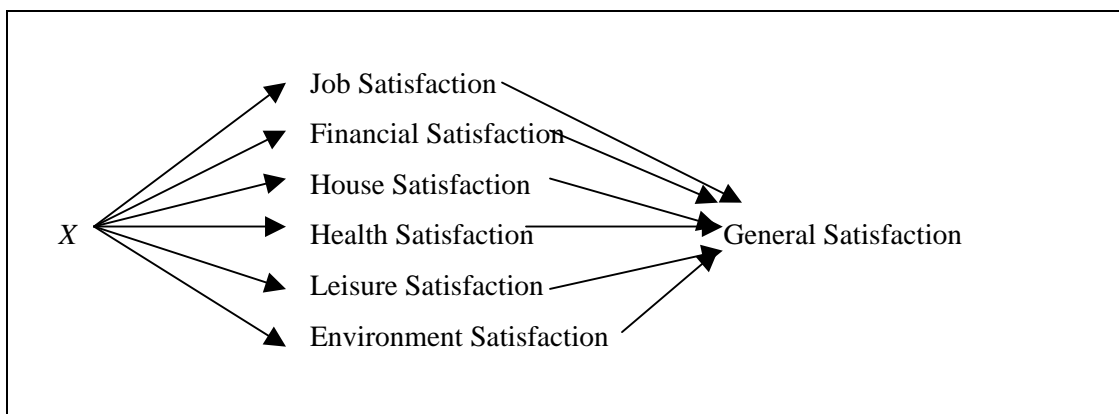 Job Satisfaction
Financial Satisfaction
House Satisfaction
X
Health Satisfaction
General Satisfaction
Leisure Satisfaction
Environment Satisfaction